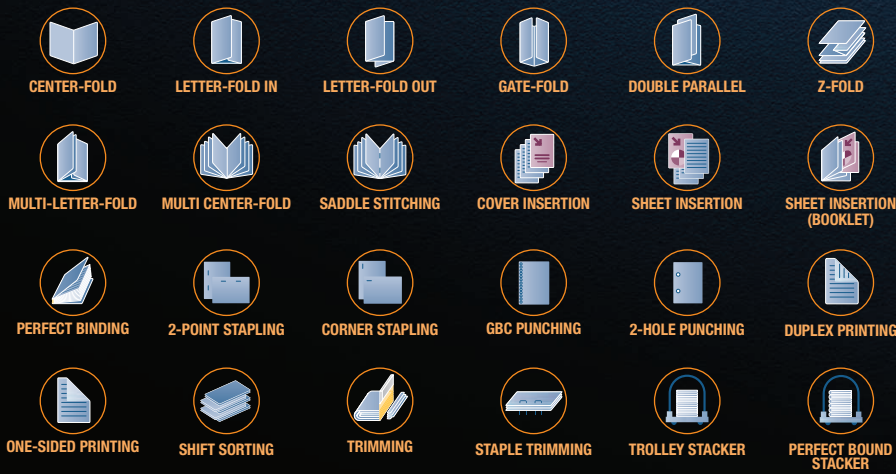 CENTER-FOLD
LETTER-FOLD IN
LETTER-FOLD OUT
GATE-FOLD
DOUBLE PARALLEL
Z-FOLD
MULTI-LETTER-FOLD
MULTI CENTER-FOLD
SADDLE STITCHING
COVER INSERTION
SHEET INSERTION
SHEET INSERTION
(BOOKLET)
PERFECT BINDING
2-POINT STAPLING
CORNER STAPLING
GBC PUNCHING
2-HOLE PUNCHING
DUPLEX PRINTING
ONE-SIDED PRINTING
SHIFT SORTING
TRIMMING
STAPLE TRIMMING
TROLLEY STACKER
PERFECT BOUND
STACKER